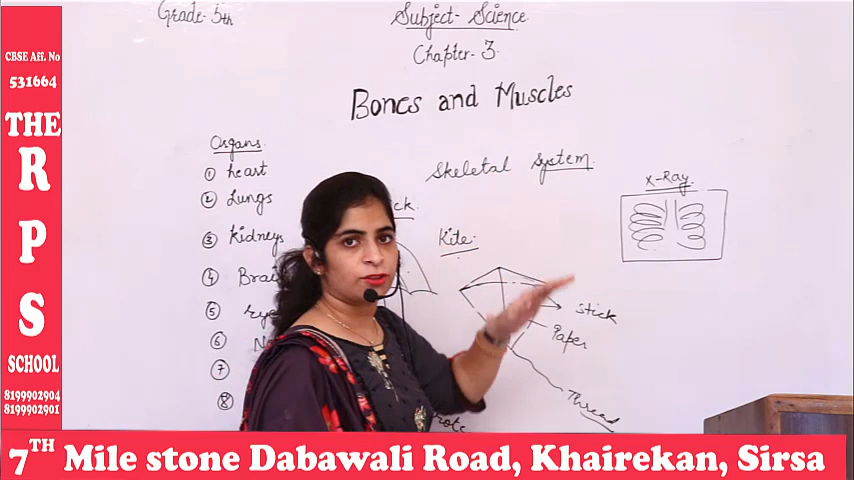 CBSE Aff. No
531664
THE
R
P
S
SCHOOL
8199902904
8199902901
Grade-5th
Subject- Science
Chapter-3
Bones and Muscles
Organs
① heart
② Lungs
③ kidneys
④
⑤
⑥
⑦
⑧
Skeletal System
Kite
stick
Paper
Thread
X-Ray
7TH Mile stone Dabawali Road, Khairekan, Sirsa